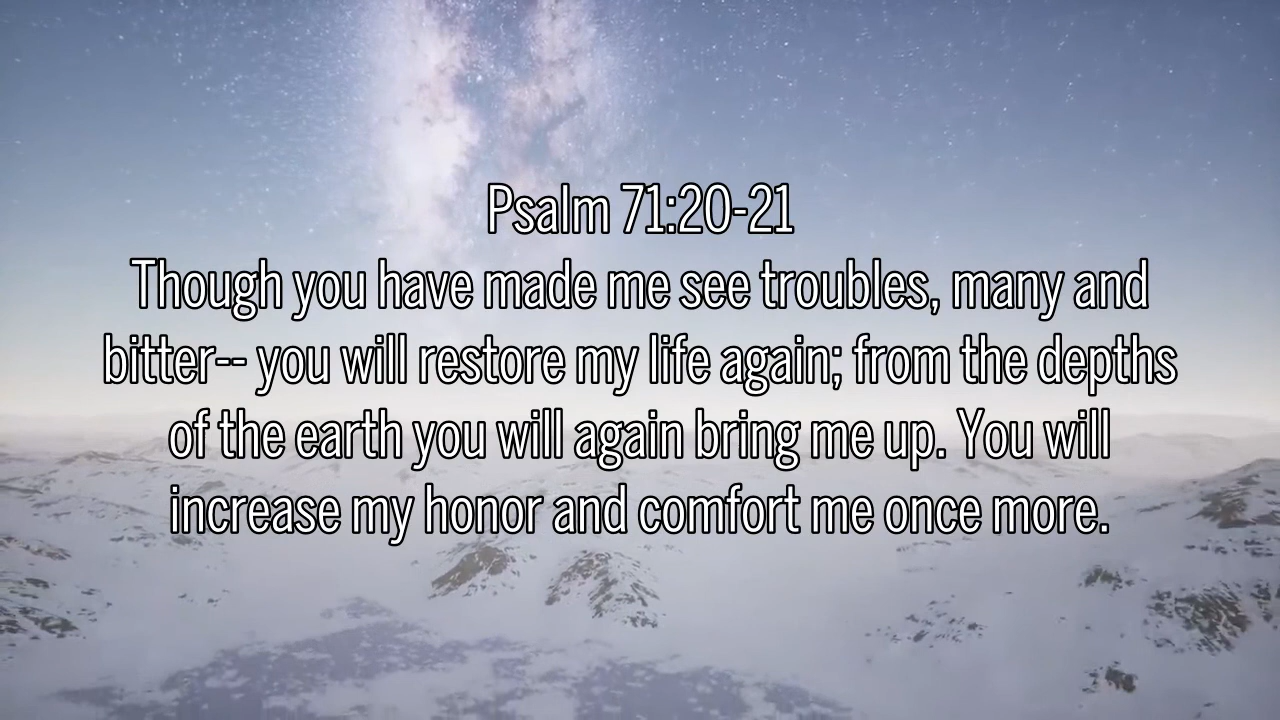 Psalm 71:20-21
Though you have made me see troubles, many and
bitter-- you will restore my life again; from the depths
of the earth you will again bring me up. You will
increase my honor and comfort me once more.